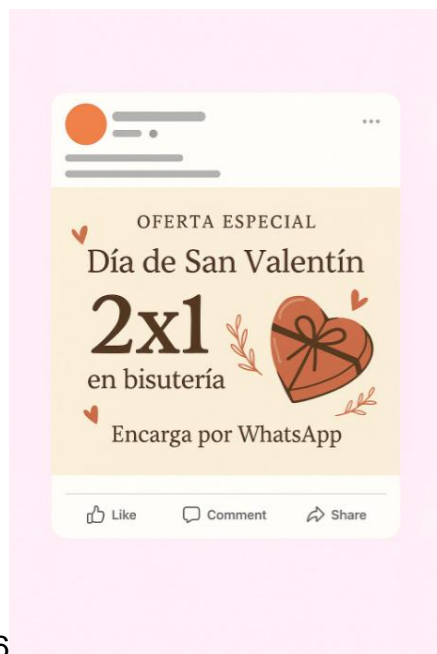 OFERTA ESPECIAL
Día de San Valentín
2x1
en bisutería
Encarga por WhatsApp
Like Comment Share
6